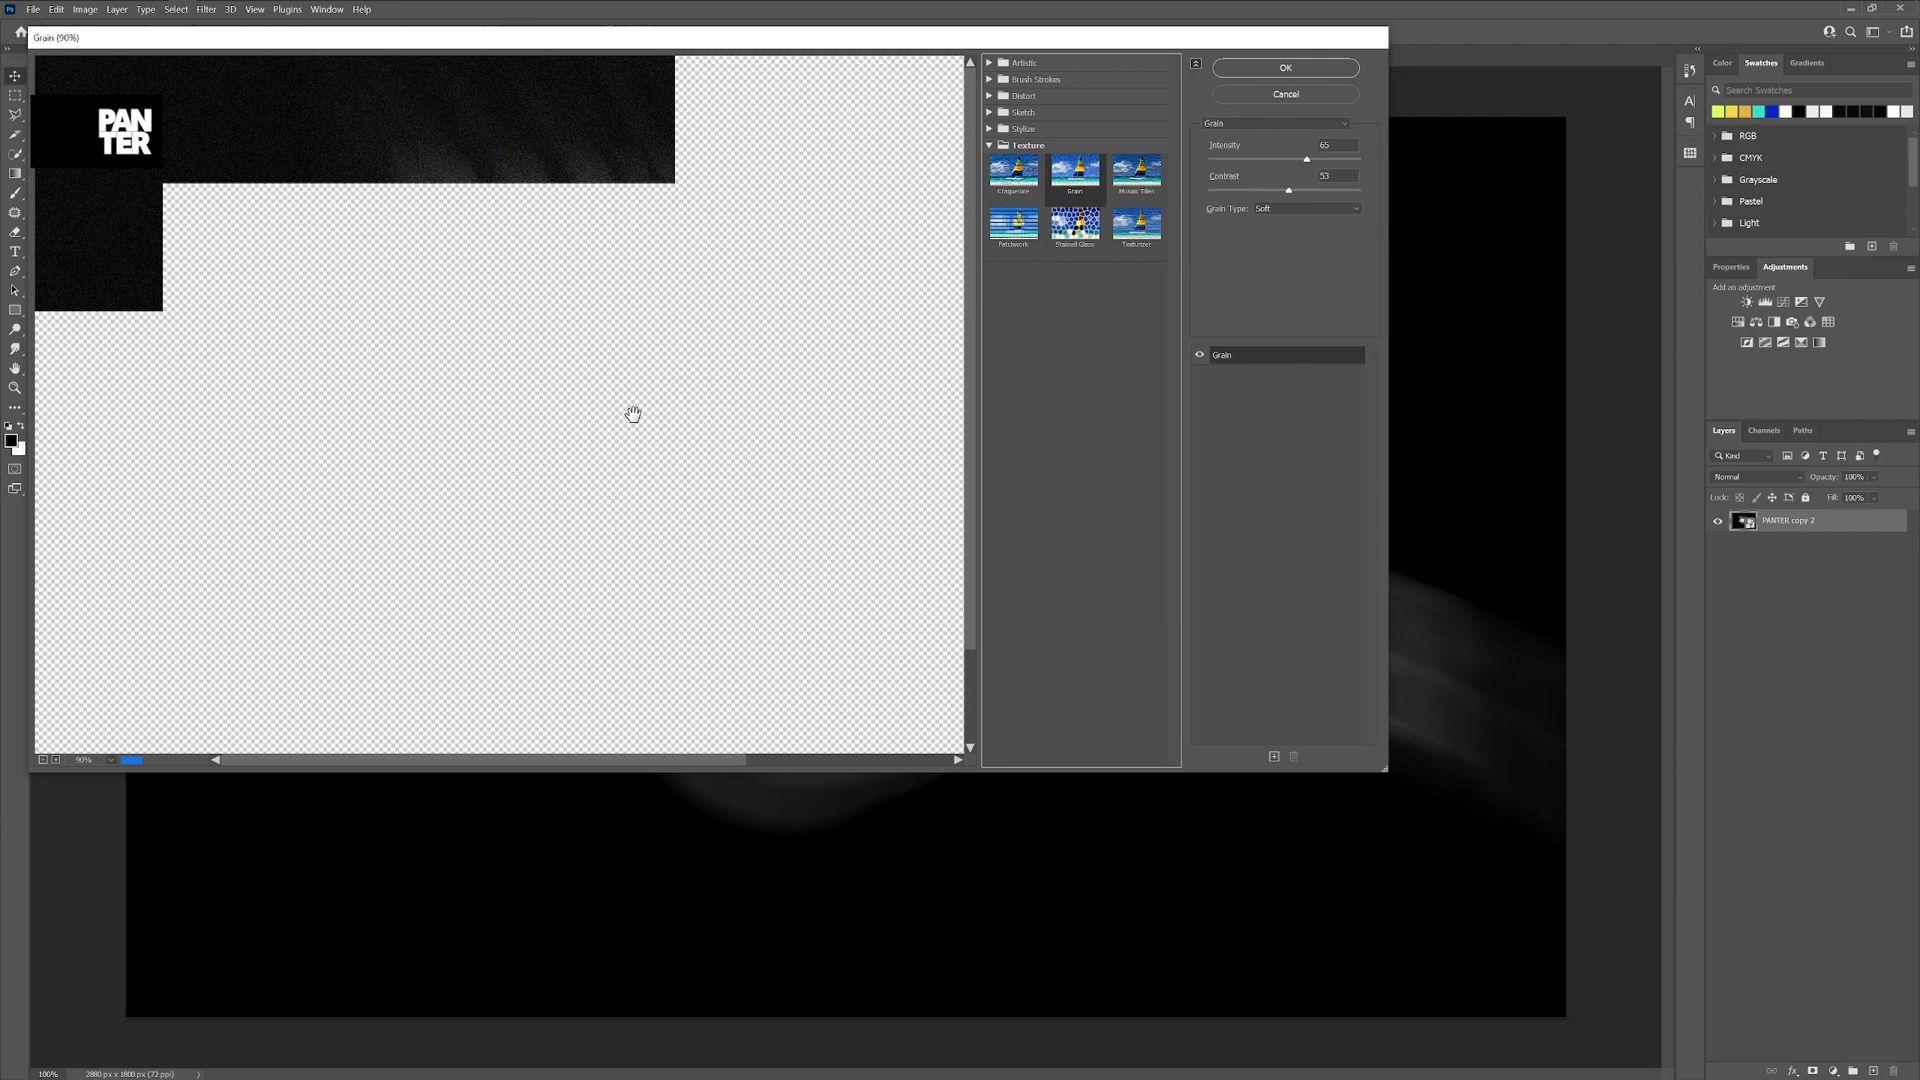 Ps File Edit Image Layer Type Select Filter 3D View Plugins Window Help
Grain (90%)
PAN
TER
Artistic
Brush Strokes
Distort
Sketch
Stylize
Texture
Craquelure Grain Mosaic Tiles
Patchwork Stained Glass Texturizer
OK
Cancel
Grain
Intensity 65
Contrast 53
Grain Type: Soft
Grain
90%
Color Swatches Gradients
Search Swatches
RGB
CMYK
Grayscale
Pastel
Light
Properties Adjustments
Add an adjustment
Layers Channels Paths
Kind
Normal Opacity: 100%
Lock: Fill: 100%
PANTER copy 2
fx
100% 2880 px x 1800 px (72 ppi)